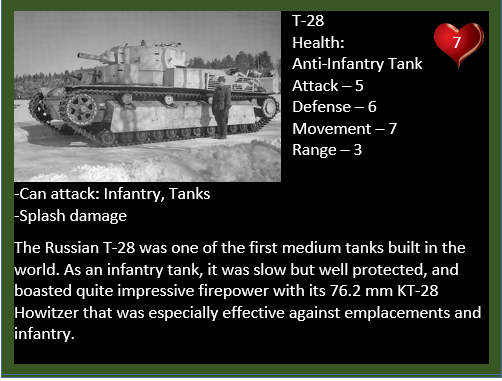 T-28
Health:
7
Anti-Infantry Tank
Attack – 5
Defense – 6
Movement – 7
Range – 3
-Can attack: Infantry, Tanks
-Splash damage
The Russian T-28 was one of the first medium tanks built in the
world. As an infantry tank, it was slow but well protected, and
boasted quite impressive firepower with its 76.2 mm KT-28
Howitzer that was especially effective against emplacements and
infantry.